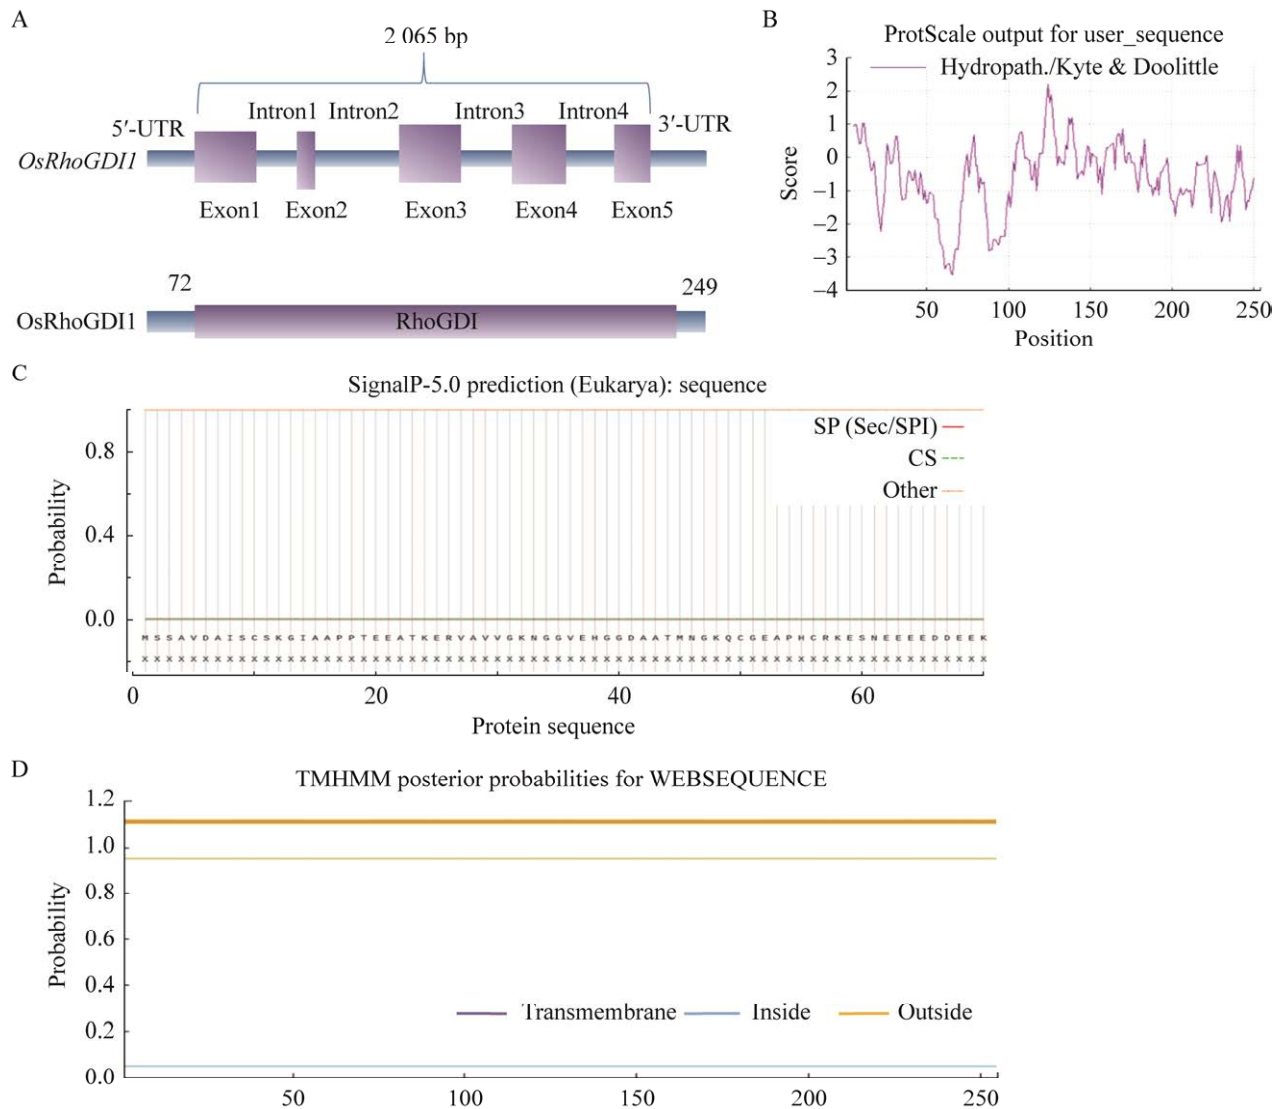 A
2 065 bp
Intron1 Intron2 Intron3 Intron4
5′-UTR 3′-UTR
OsRhoGDI1
Exon1 Exon2 Exon3 Exon4 Exon5
72 249
OsRhoGDI1 RhoGDI
B
ProtScale output for user_sequence
Hydropath./Kyte & Doolittle
3
2
1
0
−1
−2
−3
−4
Score
50 100 150 200 250
Position
C
SignalP-5.0 prediction (Eukarya): sequence
SP (Sec/SPI)
CS
Other
0.8
0.4
0.0
Probability
M S S A V D A I S C S K G I A A P P T E E A T K E R V A V V G K N G G V E H G G D A A T M N G K Q C G E A P H C R K E S N E E E E D D E E K
X X X X X X X X X X X X X X X X X X X X X X X X X X X X X X X X X X X X X X X X X X X X X X X X X X X X X X X X X X X X X X X X X X X X X X
0 20 40 60
Protein sequence
D
TMHMM posterior probabilities for WEBSEQUENCE
1.2
1.0
0.8
0.6
0.4
0.2
0.0
Probability
Transmembrane Inside Outside
50 100 150 200 250